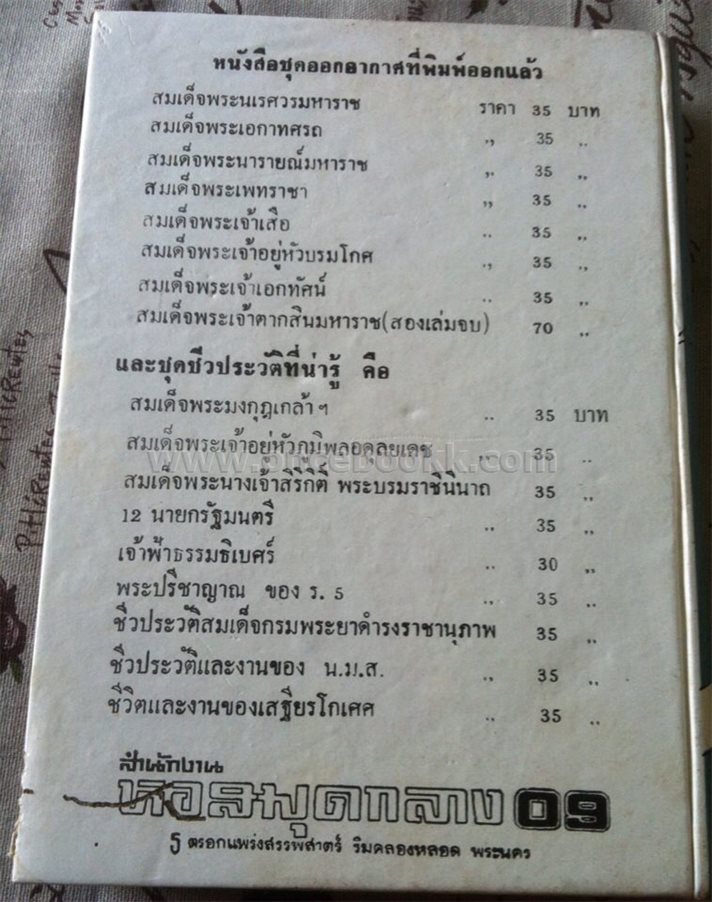 หนังสือชุดออกอากาศที่พิมพ์ออกแล้ว
สมเด็จพระนเรศวรมหาราช ราคา 35 บาท
สมเด็จพระเอกาทศรถ ,, 35 ,,
สมเด็จพระนารายณ์มหาราช ,, 35 ,,
สมเด็จพระเพทราชา ,, 35 ,,
สมเด็จพระเจ้าเสือ ,, 35 ,,
สมเด็จพระเจ้าอยู่หัวบรมโกศ ,, 35 ,,
สมเด็จพระเจ้าเอกทัศน์ ,, 35 ,,
สมเด็จพระเจ้าตากสินมหาราช(สองเล่มจบ) 70 ,,
และชุดชีวประวัติที่น่ารู้ คือ
สมเด็จพระมงกุฎเกล้าฯ ,, 35 บาท
สมเด็จพระเจ้าอยู่หัวภูมิพลอดุลยเดช ,, 35 ,,
www.pricebookk.com
สมเด็จพระนางเจ้าสิริกิติ์ พระบรมราชินีนาถ 35 ,,
12 นายกรัฐมนตรี ,, 35 ,,
เจ้าฟ้าธรรมธิเบศร์ ,, 30 ,,
พระปรีชาญาณ ของ ร. 5 ,, 35 ,,
ชีวประวัติสมเด็จกรมพระยาดำรงราชานุภาพ 35 ,,
ชีวประวัติและงานของ น.ม.ส. ,, 35 ,,
ชีวิตและงานของเสฐียรโกเศศ ,, 35 ,,
สำนักงาน
หอสมุดกลาง 09
5 ตรอกแพร่งสรรพสาตร์ ริมคลองหลอด พระนคร